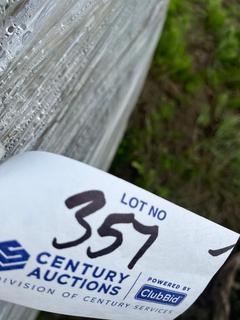 LOT NO
357
CENTURY
AUCTIONS
DIVISION OF CENTURY SERVICES
POWERED BY
ClubBid